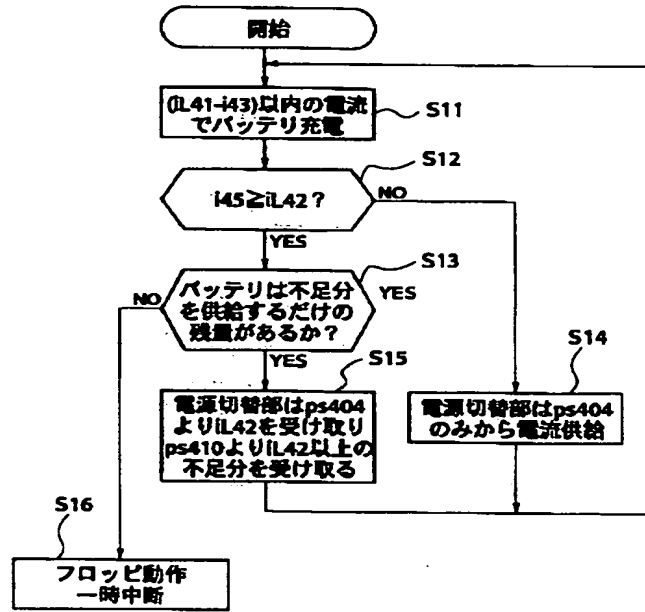 開始
(iL41-i43)以内の電流
でバッテリ充電
S11
S12
i45≧iL42？
NO
YES
S13
NO
バッテリは不足分
を供給するだけの
残量があるか？
YES
YES
S15
電源切替部はps404
よりiL42を受け取り
ps410よりiL42以上の
不足分を受け取る
S14
電源切替部はps404
のみから電流供給
S16
フロッピ動作
一時中断